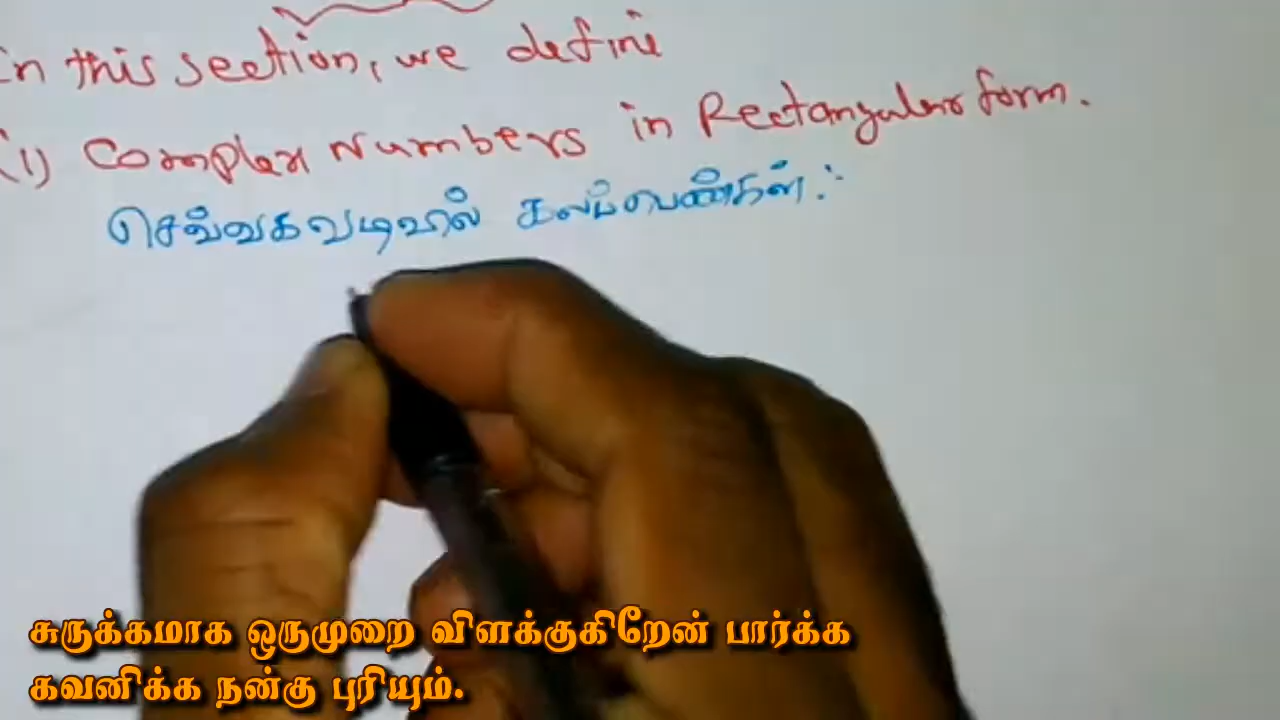 In this section, we define
(i) Complex Numbers in Rectangular form.
செவ்வக வடிவில் கலப்பெண்கள்.:
சுருக்கமாக ஒருமுறை விளக்குகிறேன் பார்க்க
கவனிக்க நன்கு புரியும்.